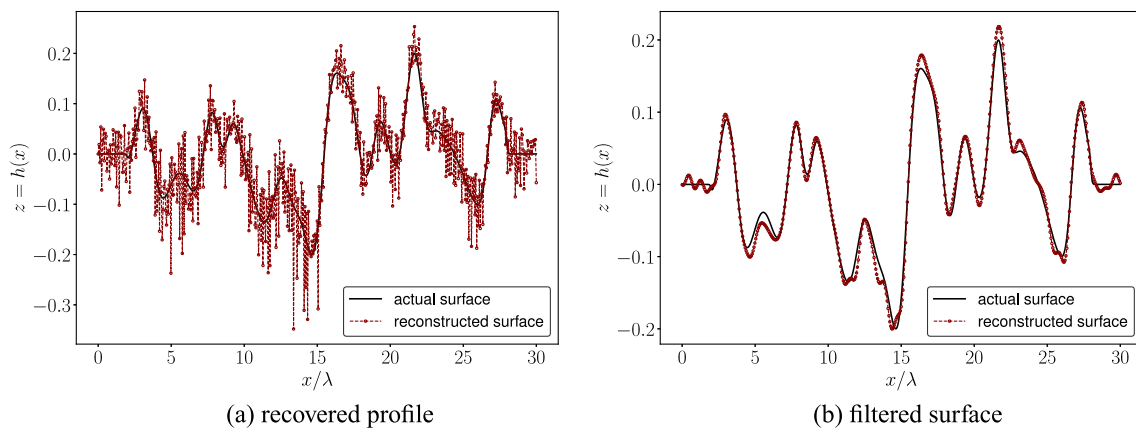 0.2
0.1
0.0
−0.1
−0.2
−0.3
z = h(x)
actual surface
reconstructed surface
0 5 10 15 20 25 30
x/λ
(a) recovered profile
0.2
0.1
0.0
−0.1
−0.2
z = h(x)
actual surface
reconstructed surface
0 5 10 15 20 25 30
x/λ
(b) filtered surface